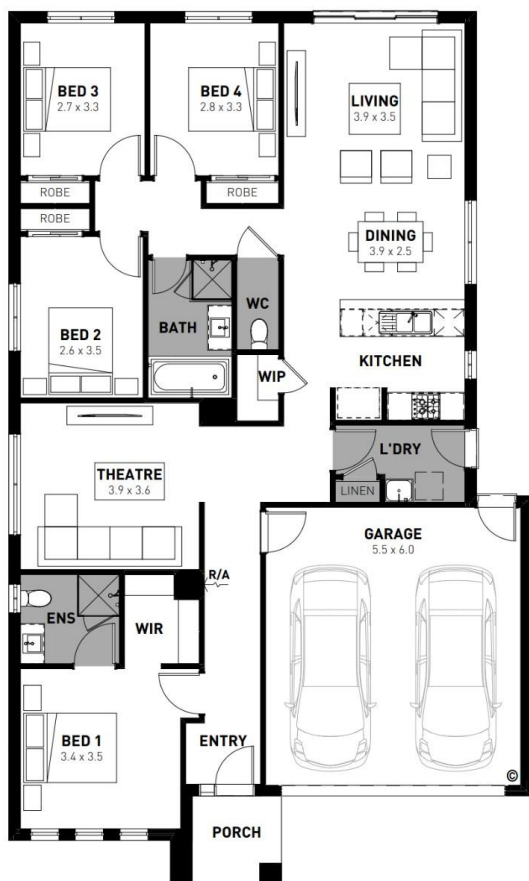 BED 3
2.7 x 3.3
BED 4
2.8 x 3.3
LIVING
3.9 x 3.5
ROBE
ROBE
ROBE
DINING
3.9 x 2.5
BED 2
2.6 x 3.5
BATH
WC
WIP
KITCHEN
THEATRE
3.9 x 3.6
L'DRY
LINEN
GARAGE
5.5 x 6.0
R/A
ENS
WIR
BED 1
3.4 x 3.5
ENTRY
PORCH
©